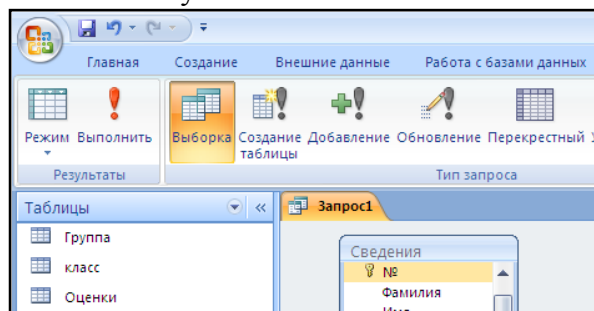 Главная Создание Внешние данные Работа с базами данных
Режим Выполнить Выборка Создание таблицы Добавление Обновление Перекрестный
Результаты Тип запроса
Таблицы Запрос1
Группа
класс
Оценки
Сведения
№
Фамилия